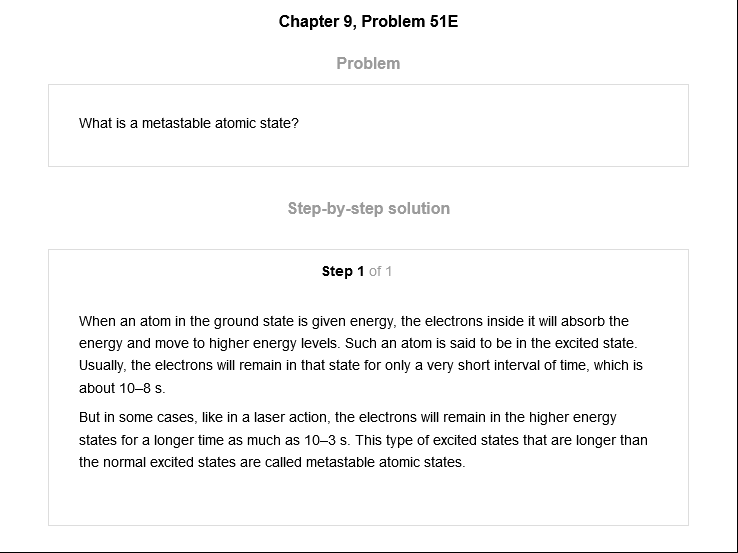 Chapter 9, Problem 51E
Problem
What is a metastable atomic state?
Step-by-step solution
Step 1 of 1
When an atom in the ground state is given energy, the electrons inside it will absorb the
energy and move to higher energy levels. Such an atom is said to be in the excited state.
Usually, the electrons will remain in that state for only a very short interval of time, which is
about 10–8 s.
But in some cases, like in a laser action, the electrons will remain in the higher energy
states for a longer time as much as 10–3 s. This type of excited states that are longer than
the normal excited states are called metastable atomic states.